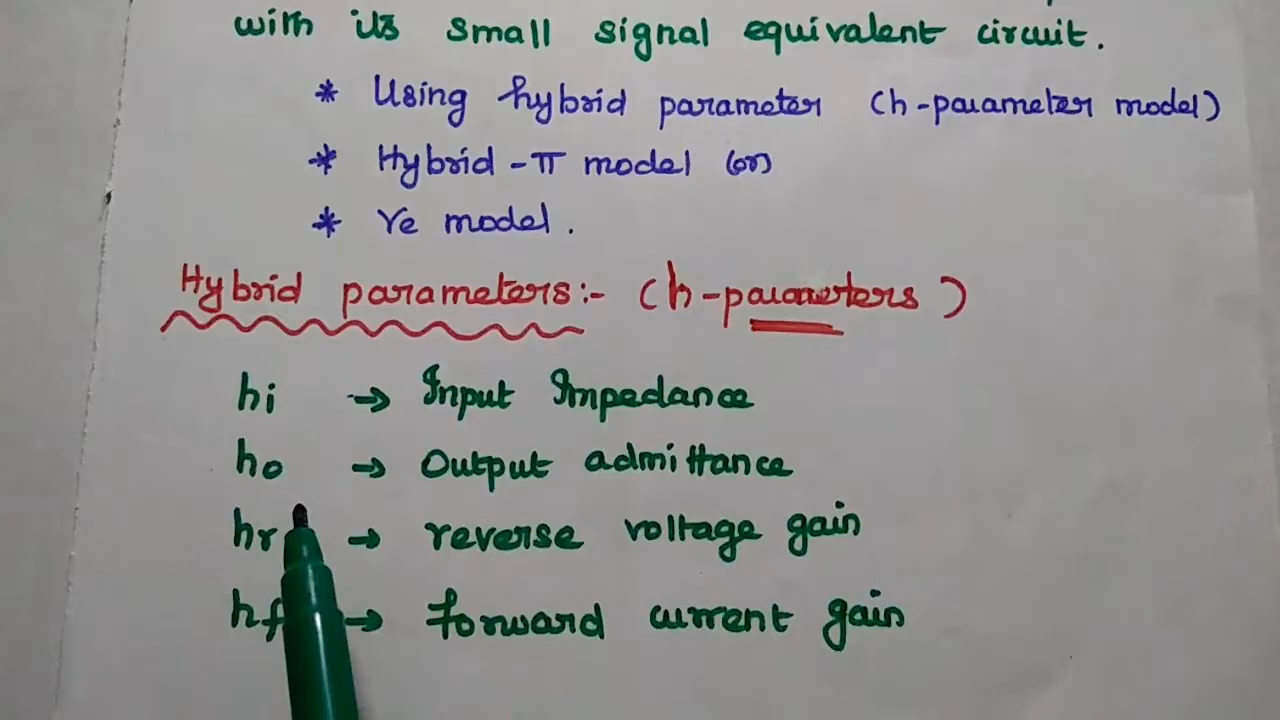 with its small signal equivalent circuit.
* Using hybrid parameter (h-parameter model)
* Hybrid-π model (or)
* re model.
Hybrid parameters:- (h-parameters)
hi → Input Impedance
ho → Output admittance
hr → reverse voltage gain
hf → forward current gain